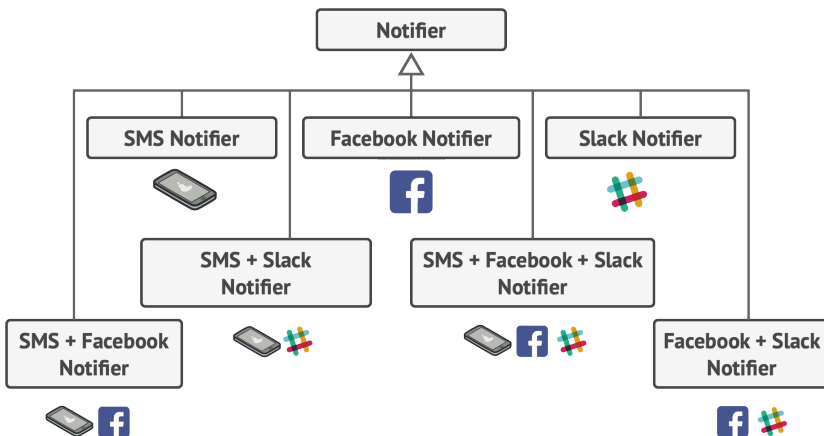 Notifier
SMS Notifier
Facebook Notifier
Slack Notifier
SMS + Slack
Notifier
SMS + Facebook + Slack
Notifier
SMS + Facebook
Notifier
Facebook + Slack
Notifier